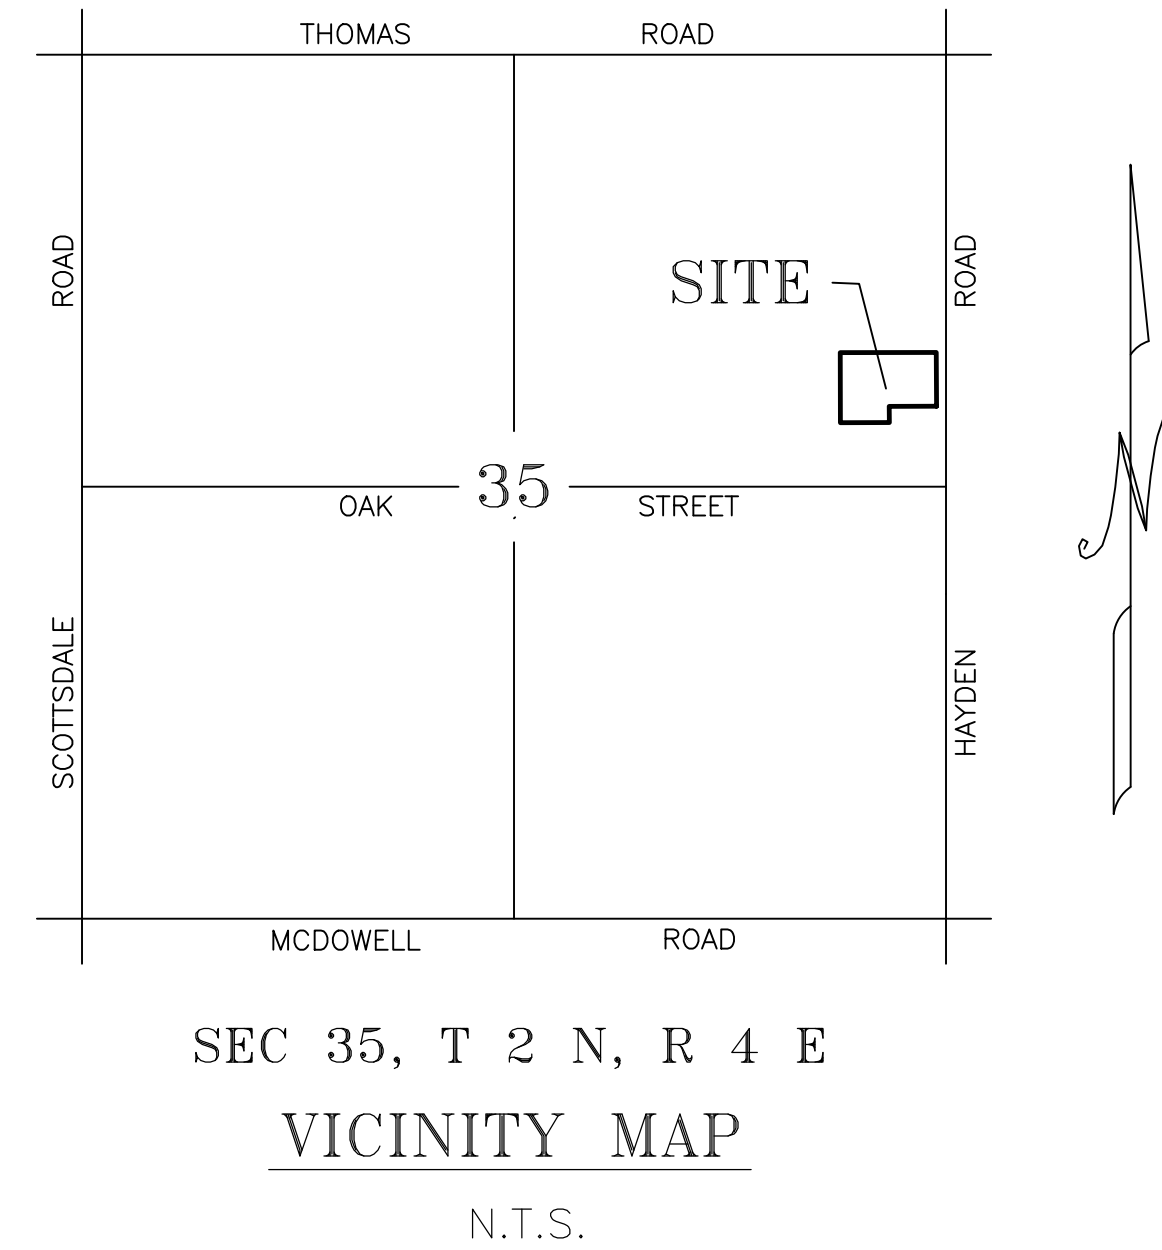 THOMAS ROAD
ROAD
ROAD
SITE
35
OAK STREET
SCOTTSDALE
HAYDEN
N
MCDOWELL ROAD
SEC 35, T 2 N, R 4 E
VICINITY MAP
N.T.S.